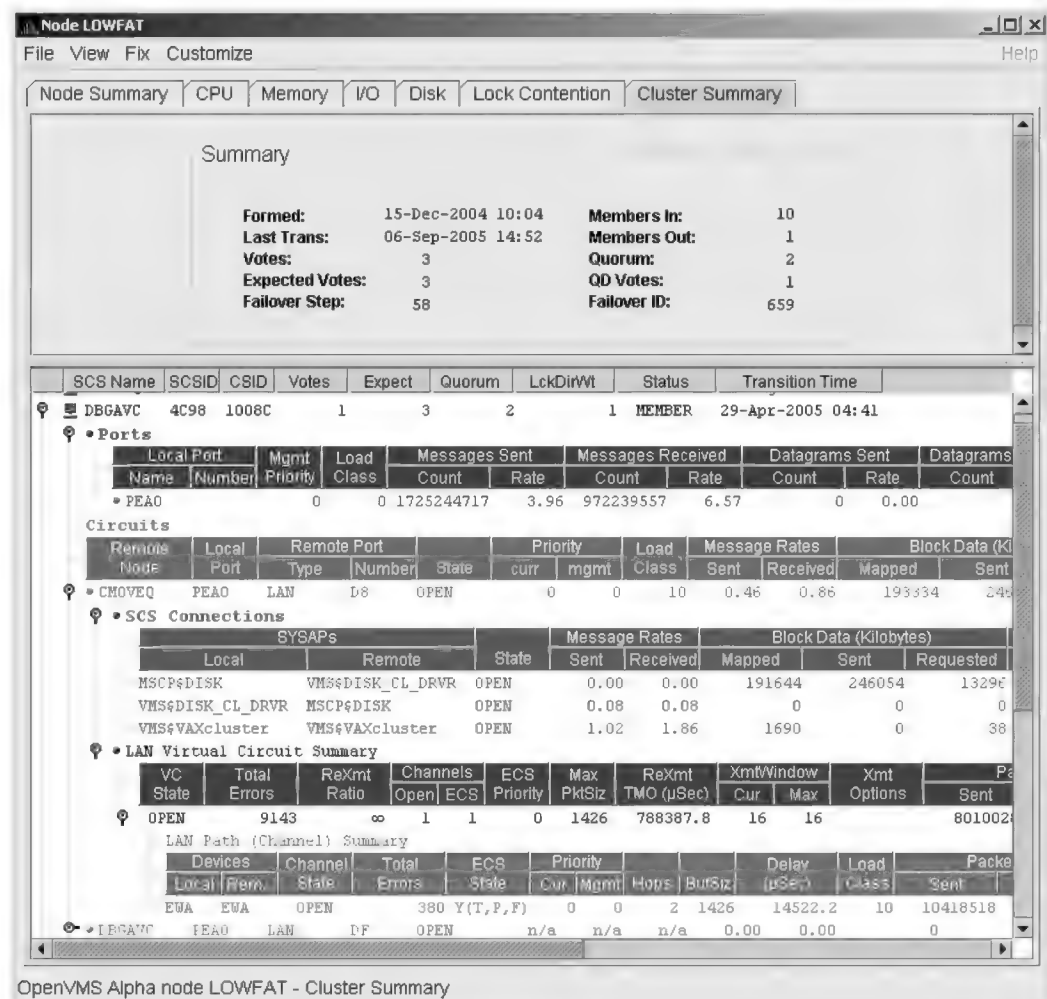 Node LOWFAT
File View Fix Customize Help
Node Summary CPU Memory I/O Disk Lock Contention Cluster Summary
Summary
Formed: 15-Dec-2004 10:04 Members In: 10
Last Trans: 06-Sep-2005 14:52 Members Out: 1
Votes: 3 Quorum: 2
Expected Votes: 3 QD Votes: 1
Failover Step: 58 Failover ID: 659
SCS Name SCSID CSID Votes Expect Quorum LckDirWt Status Transition Time
DBGAVC 4C98 1008C 1 3 2 1 MEMBER 29-Apr-2005 04:41
Ports
Local Port Mgmt Load Messages Sent Messages Received Datagrams Sent Datagrams
Name Number Priority Class Count Rate Count Rate Count Rate Count
PEA0 0 0 1725244717 3.96 972239557 6.57 0 0.00
Circuits
Remote Local Remote Port Priority Load Message Rates Block Data (Ki
Node Port Type Number State curr mgmt Class Sent Received Mapped Sent
CMOVEQ PEA0 LAN D8 OPEN 0 0 10 0.46 0.86 193334 246
SCS Connections
SYSAPs Message Rates Block Data (Kilobytes)
Local Remote State Sent Received Mapped Sent Requested
MSCP$DISK VMS$DISK_CL_DRVR OPEN 0.00 0.00 191644 246054 1329
VMS$DISK_CL_DRVR MSCP$DISK OPEN 0.08 0.08 0 0 0
VMS$VAXcluster VMS$VAXcluster OPEN 1.02 1.86 1690 0 38
LAN Virtual Circuit Summary
VC Total ReXmt Channels ECS Max ReXmt XmtWindow Xmt Pa
State Errors Ratio Open ECS Priority PktSiz TMO (µSec) Cur Max Options Sent
OPEN 9143 ∞ 1 1 0 1426 788387.8 16 16 801002
LAN Path (Channel) Summary
Devices Channel Total ECS Priority Delay Load Packe
Local Rem. State Errors State Cur Mgmt Hops BufSiz (µSec) Class Sent
EWA EWA OPEN 380 Y(T,P,F) 0 0 2 1426 14522.2 10 10418518
DBGAVC PEA0 LAN DF OPEN n/a n/a n/a 0.00 0.00 0
OpenVMS Alpha node LOWFAT - Cluster Summary